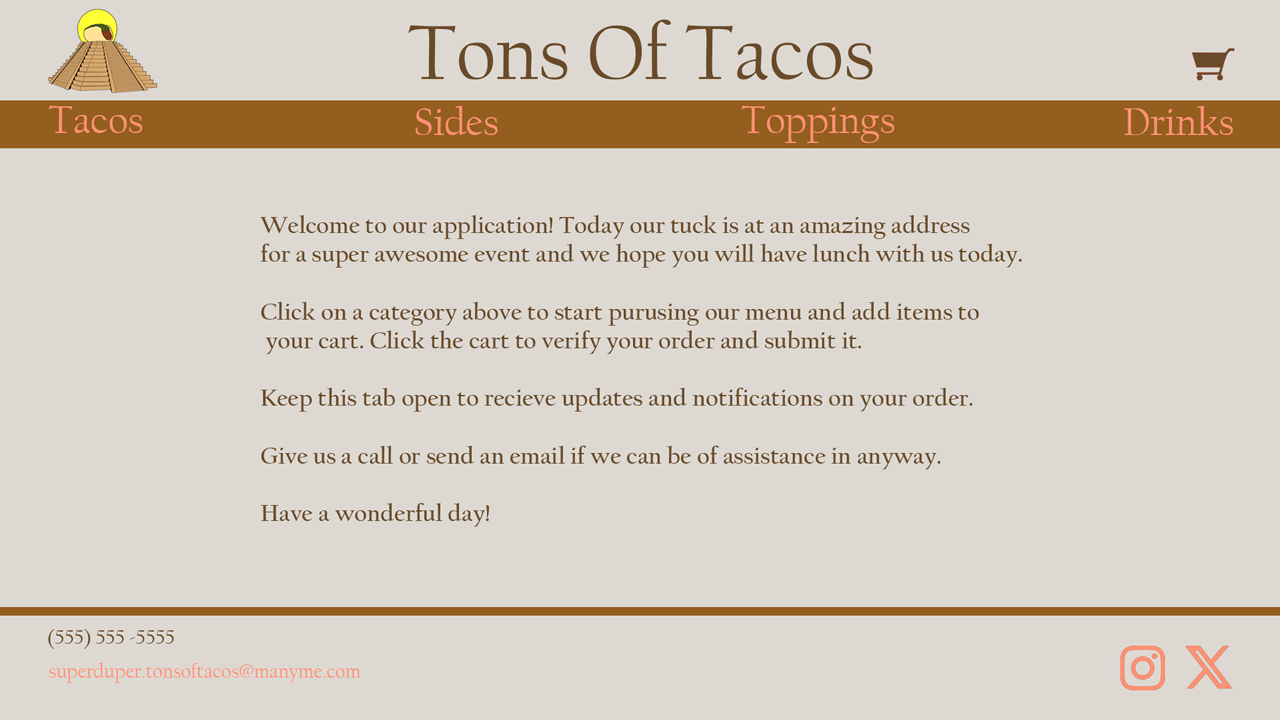 Tons Of Tacos
Tacos
Sides
Toppings
Drinks
Welcome to our application! Today our tuck is at an amazing address
for a super awesome event and we hope you will have lunch with us today.
Click on a category above to start purusing our menu and add items to
your cart. Click the cart to verify your order and submit it.
Keep this tab open to recieve updates and notifications on your order.
Give us a call or send an email if we can be of assistance in anyway.
Have a wonderful day!
(555) 555 -5555
superduper.tonsoftacos@manyme.com